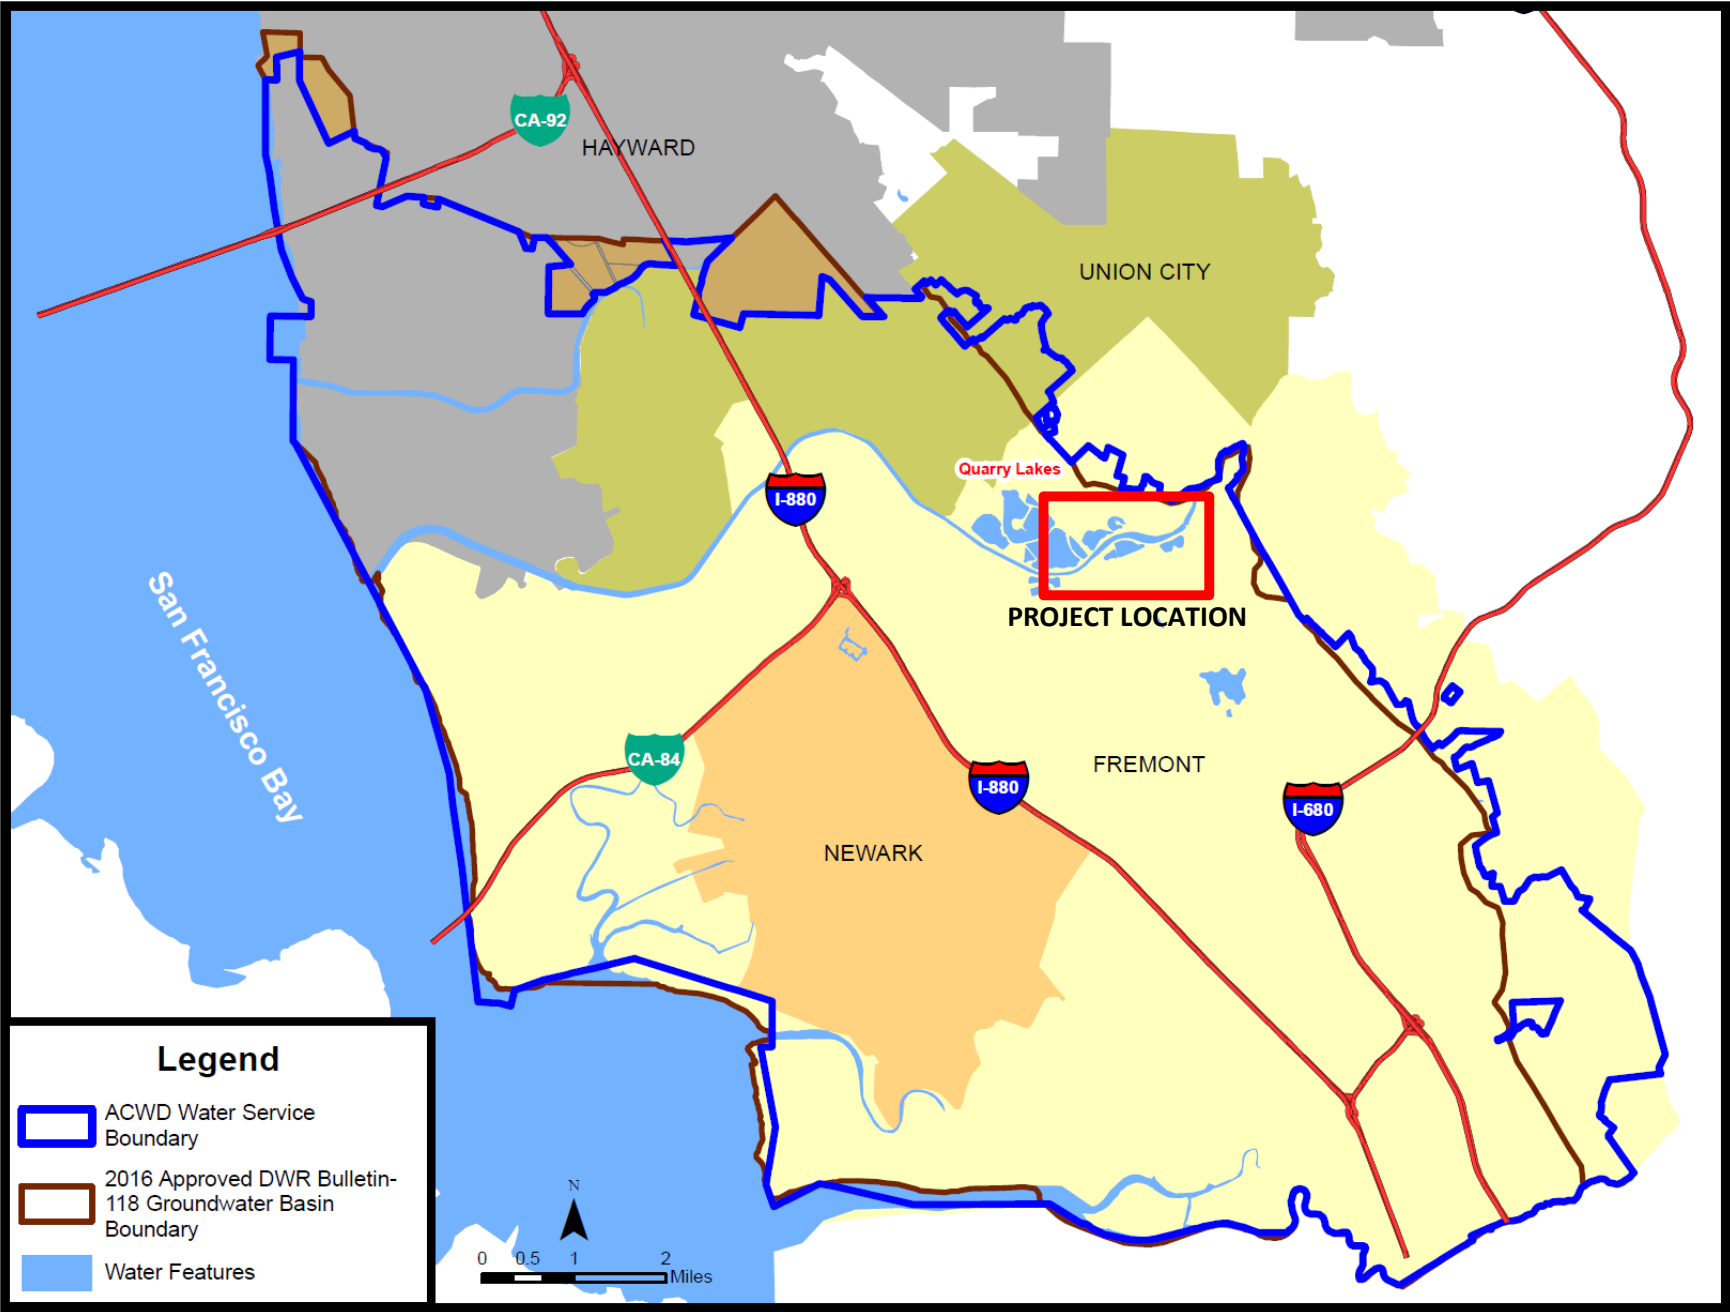 CA-92
HAYWARD
UNION CITY
Quarry Lakes
I-880
PROJECT LOCATION
San Francisco Bay
CA-84
FREMONT
I-880
I-680
NEWARK
Legend
ACWD Water Service
Boundary
2016 Approved DWR Bulletin-
118 Groundwater Basin
Boundary
Water Features
N
0 0.5 1 2
Miles